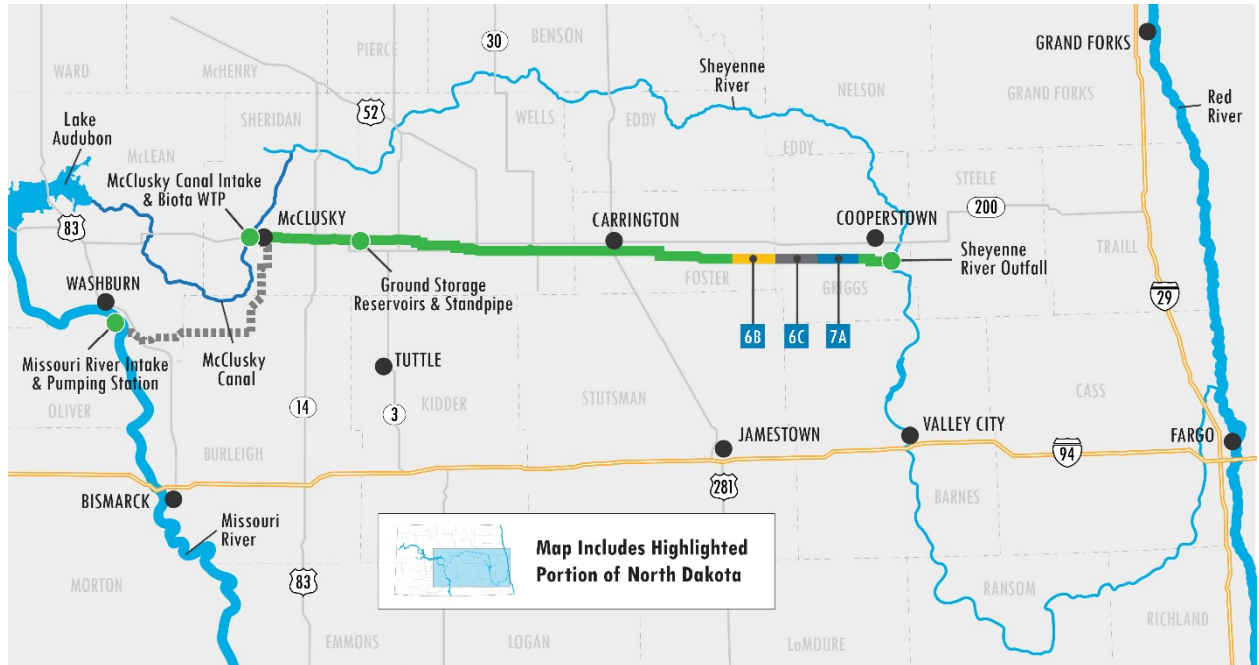 30
BENSON
PIERCE
GRAND FORKS
WARD
McHENRY
Sheyenne
River
NELSON
GRAND FORKS
Red
River
Lake
Audubon
SHERIDAN
52
WELLS
EDDY
EDDY
McLEAN
McClusky Canal Intake
& Biota WTP
STEELE
83
McCLUSKY
CARRINGTON
COOPERSTOWN
200
TRAILL
Ground Storage
Reservoirs & Standpipe
FOSTER
GRIGGS
Sheyenne
River Outfall
WASHBURN
29
6B
6C
7A
Missouri River Intake
& Pumping Station
McClusky
Canal
TUTTLE
OLIVER
14
3
KIDDER
STUTSMAN
CASS
JAMESTOWN
VALLEY CITY
FARGO
BURLEIGH
94
281
BISMARCK
BARNES
Missouri
River
Map Includes Highlighted
Portion of North Dakota
MORTON
83
RANSOM
RICHLAND
EMMONS
LOGAN
LaMOURE